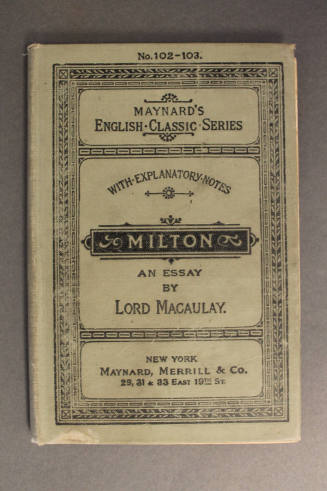 No. 102-103.
MAYNARD'S
ENGLISH·CLASSIC·SERIES
WITH·EXPLANATORY·NOTES
MILTON
AN ESSAY
BY
LORD MACAULAY.
NEW YORK
MAYNARD, MERRILL & CO.
29, 31 & 33 EAST 19TH ST.